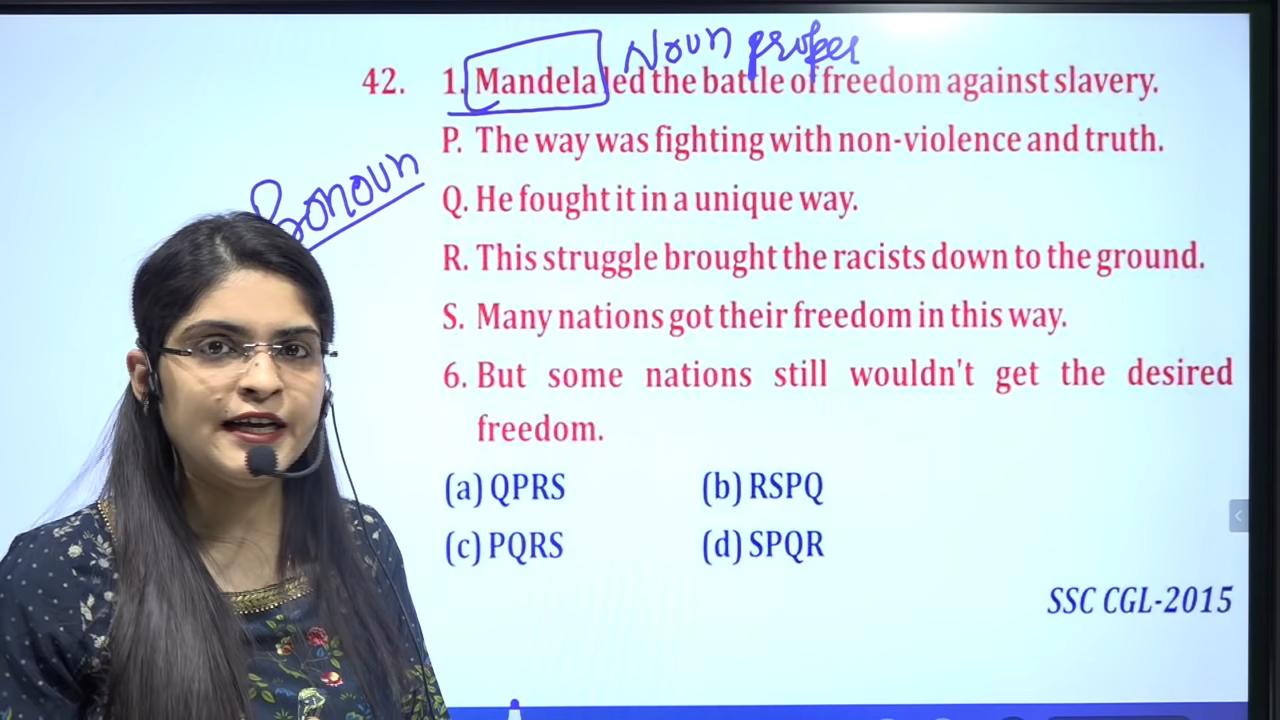 Noun proper
42. 1. Mandela led the battle of freedom against slavery.
P. The way was fighting with non-violence and truth.
Q. He fought it in a unique way.
R. This struggle brought the racists down to the ground.
S. Many nations got their freedom in this way.
6. But some nations still wouldn't get the desired
freedom.
(a) QPRS (b) RSPQ
(c) PQRS (d) SPQR
SSC CGL-2015